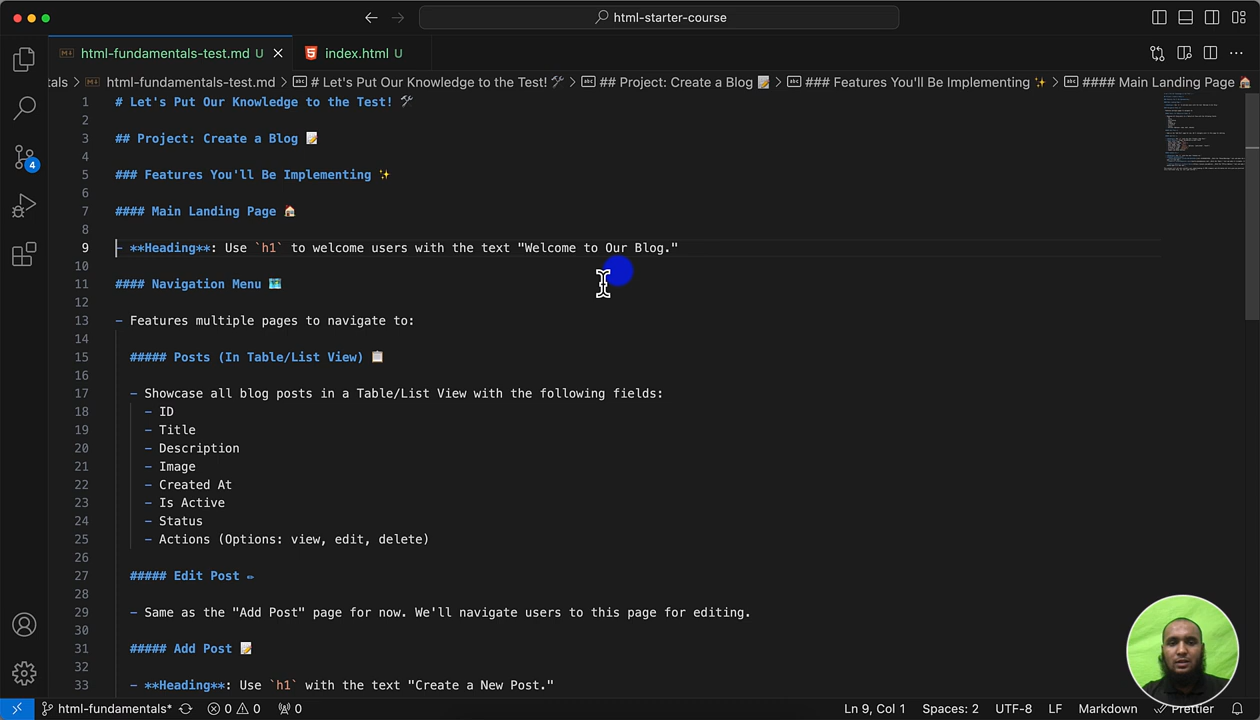 html-starter-course
html-fundamentals-test.md U
index.html U
tals > html-fundamentals-test.md > # Let's Put Our Knowledge to the Test! 🛠 > ## Project: Create a Blog 📝 > ### Features You'll Be Implementing ✨ > #### Main Landing Page 🏠
1 # Let's Put Our Knowledge to the Test! 🛠
2
3 ## Project: Create a Blog 📝
4
5 ### Features You'll Be Implementing ✨
6
7 #### Main Landing Page 🏠
8
9 - **Heading**: Use `h1` to welcome users with the text "Welcome to Our Blog."
10
11 #### Navigation Menu 🗺
12
13 - Features multiple pages to navigate to:
14
15 ##### Posts (In Table/List View) 📋
16
17 - Showcase all blog posts in a Table/List View with the following fields:
18 - ID
19 - Title
20 - Description
21 - Image
22 - Created At
23 - Is Active
24 - Status
25 - Actions (Options: view, edit, delete)
26
27 ##### Edit Post ✏
28
29 - Same as the "Add Post" page for now. We'll navigate users to this page for editing.
30
31 ##### Add Post 📝
32
33 - **Heading**: Use `h1` with the text "Create a New Post."
4
html-fundamentals* 0 0 0 Ln 9, Col 1 Spaces: 2 UTF-8 LF Markdown Prettier